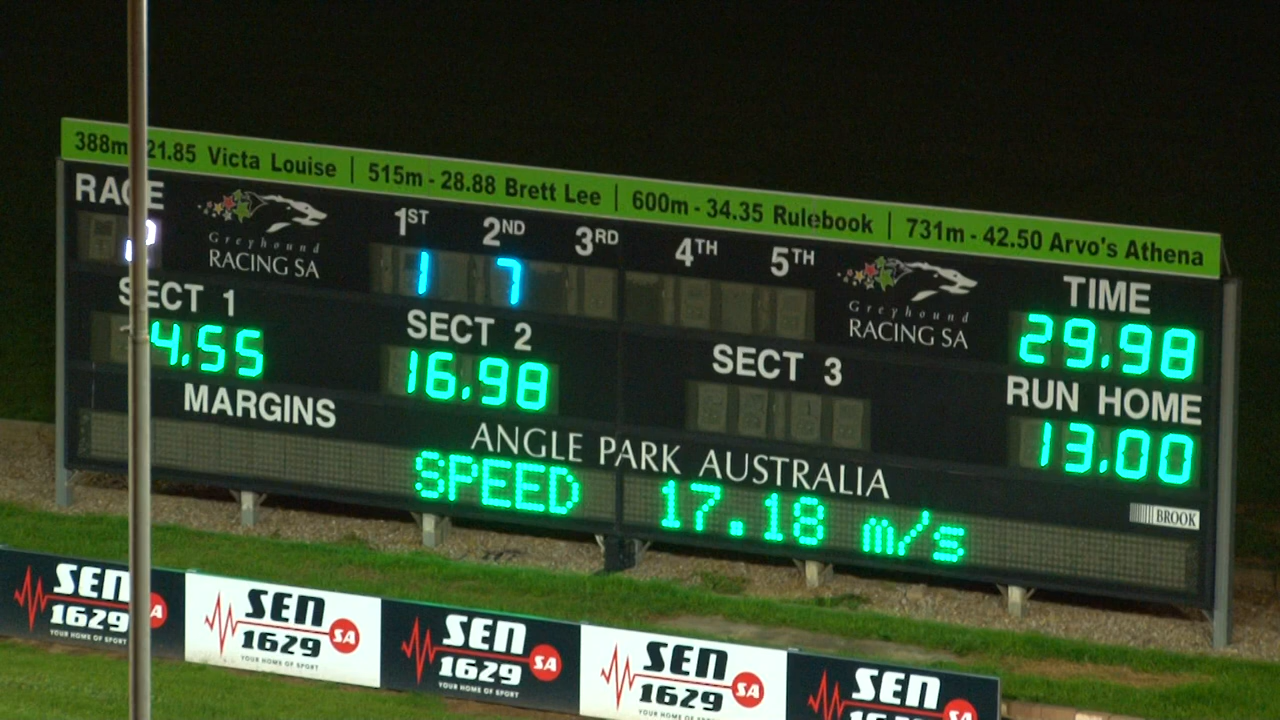 21.85 Victa Louise | 515m - 28.88 Brett Lee | 600m - 34.35 Rulebook | 731m - 42.50 Arvo's Athena
388m
RACE
Greyhound
RACING SA
1ST 2ND 3RD 4TH 5TH
1 7
Greyhound
RACING SA
TIME
29.98
SECT 1
4.55
SECT 2
16.98
SECT 3
RUN HOME
13.00
MARGINS
ANGLE PARK AUSTRALIA
SPEED 17.18 m/s
BROOK
SEN
1629
YOUR HOME OF SPORT
SEN
1629 SA
YOUR HOME OF SPORT
SEN
1629 SA
YOUR HOME OF SPORT
SEN
1629 SA
YOUR HOME OF SPORT
SEN